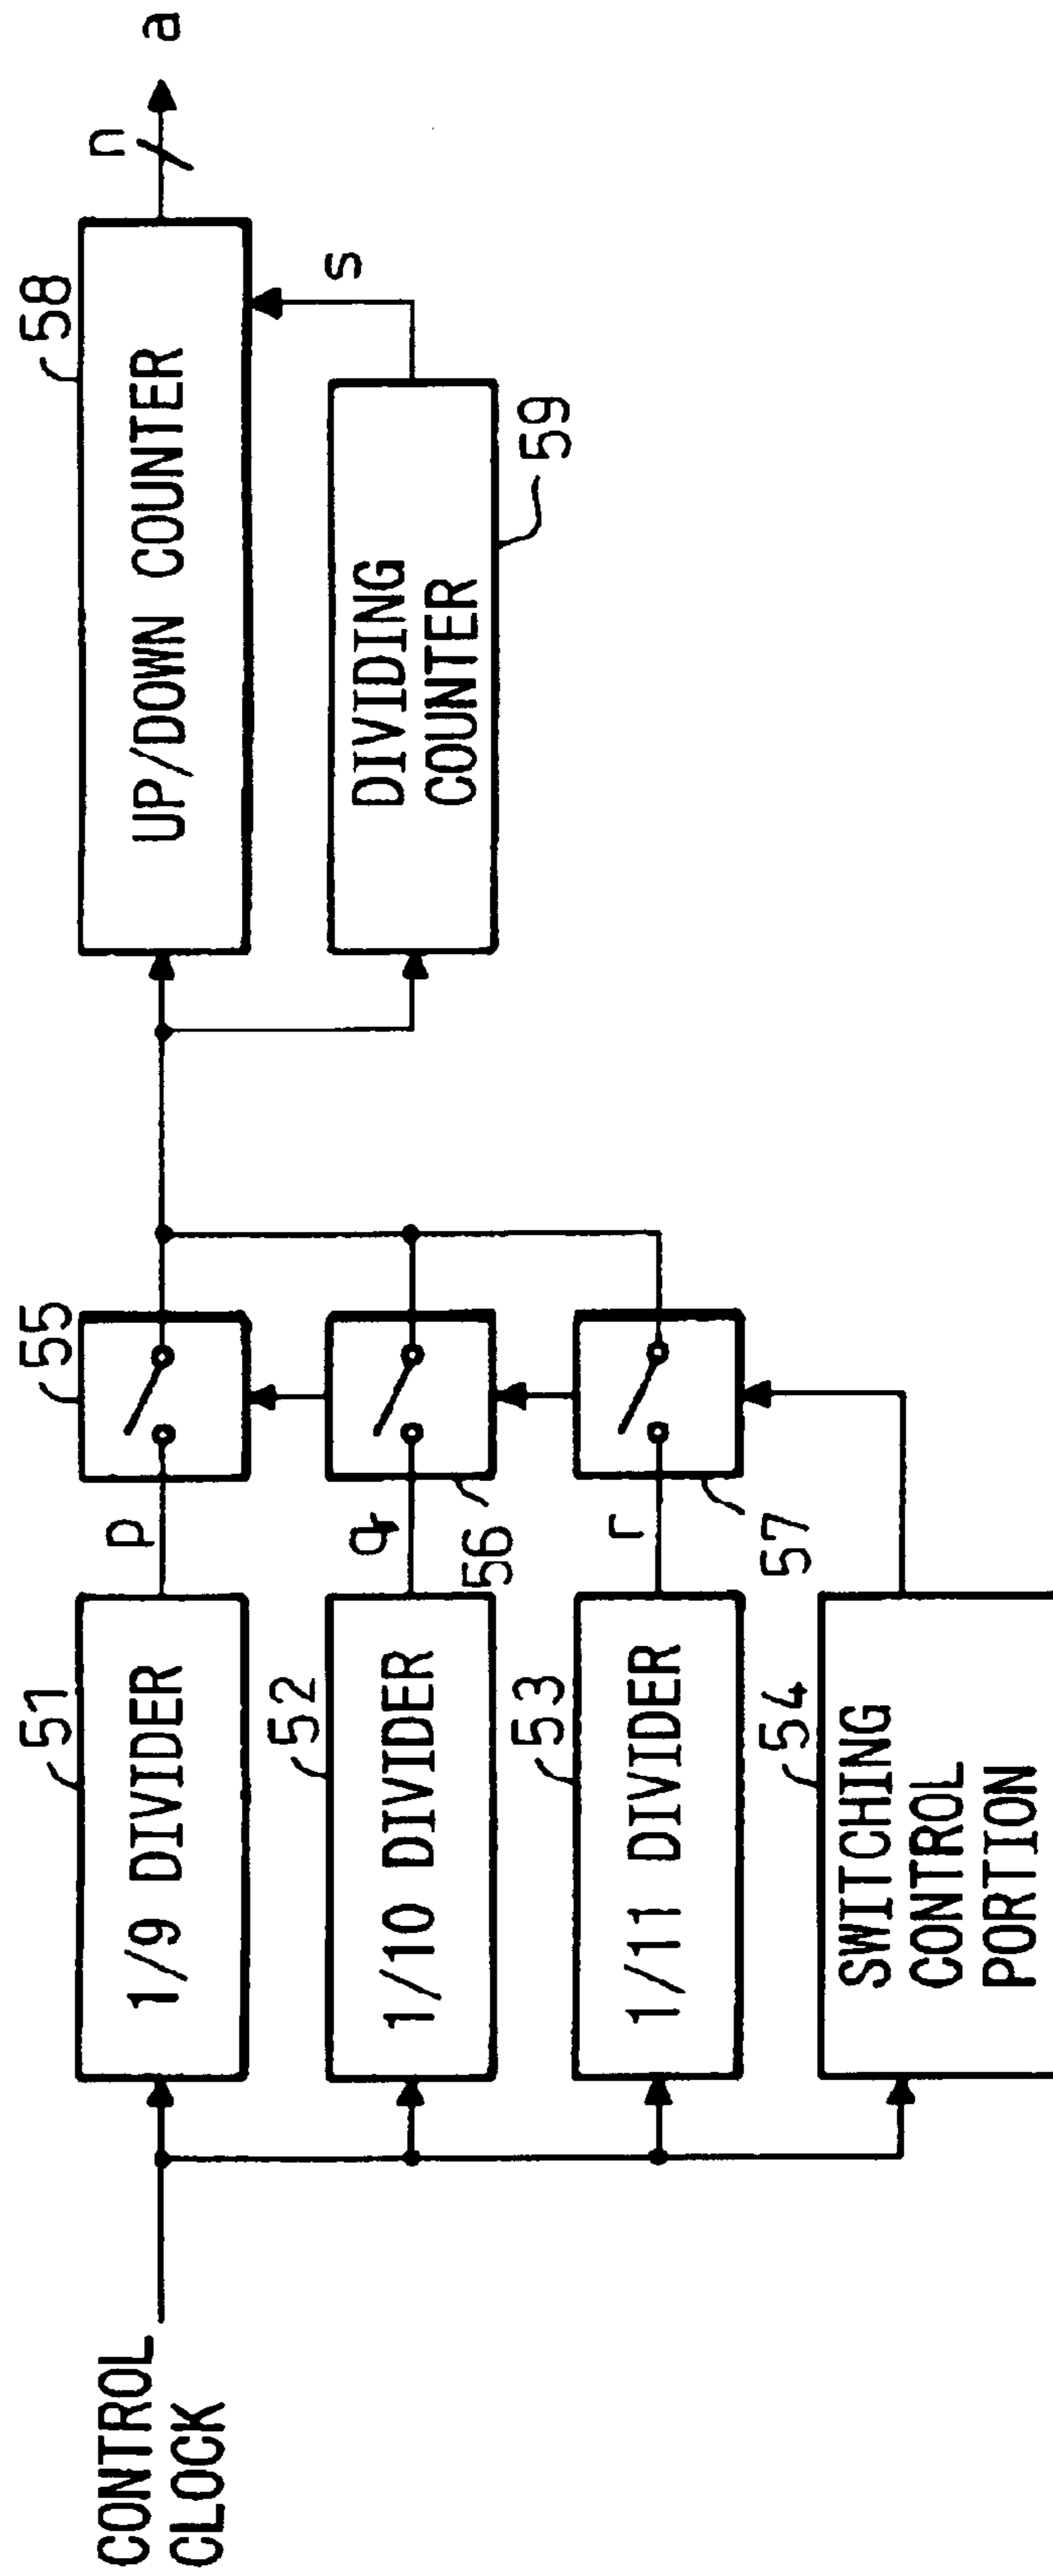 CONTROL
CLOCK
51
1/9 DIVIDER
p
55
52
1/10 DIVIDER
q
56
53
1/11 DIVIDER
r
57
54
SWITCHING
CONTROL
PORTION
58
UP/DOWN COUNTER
n
a
s
DIVIDING
COUNTER
59